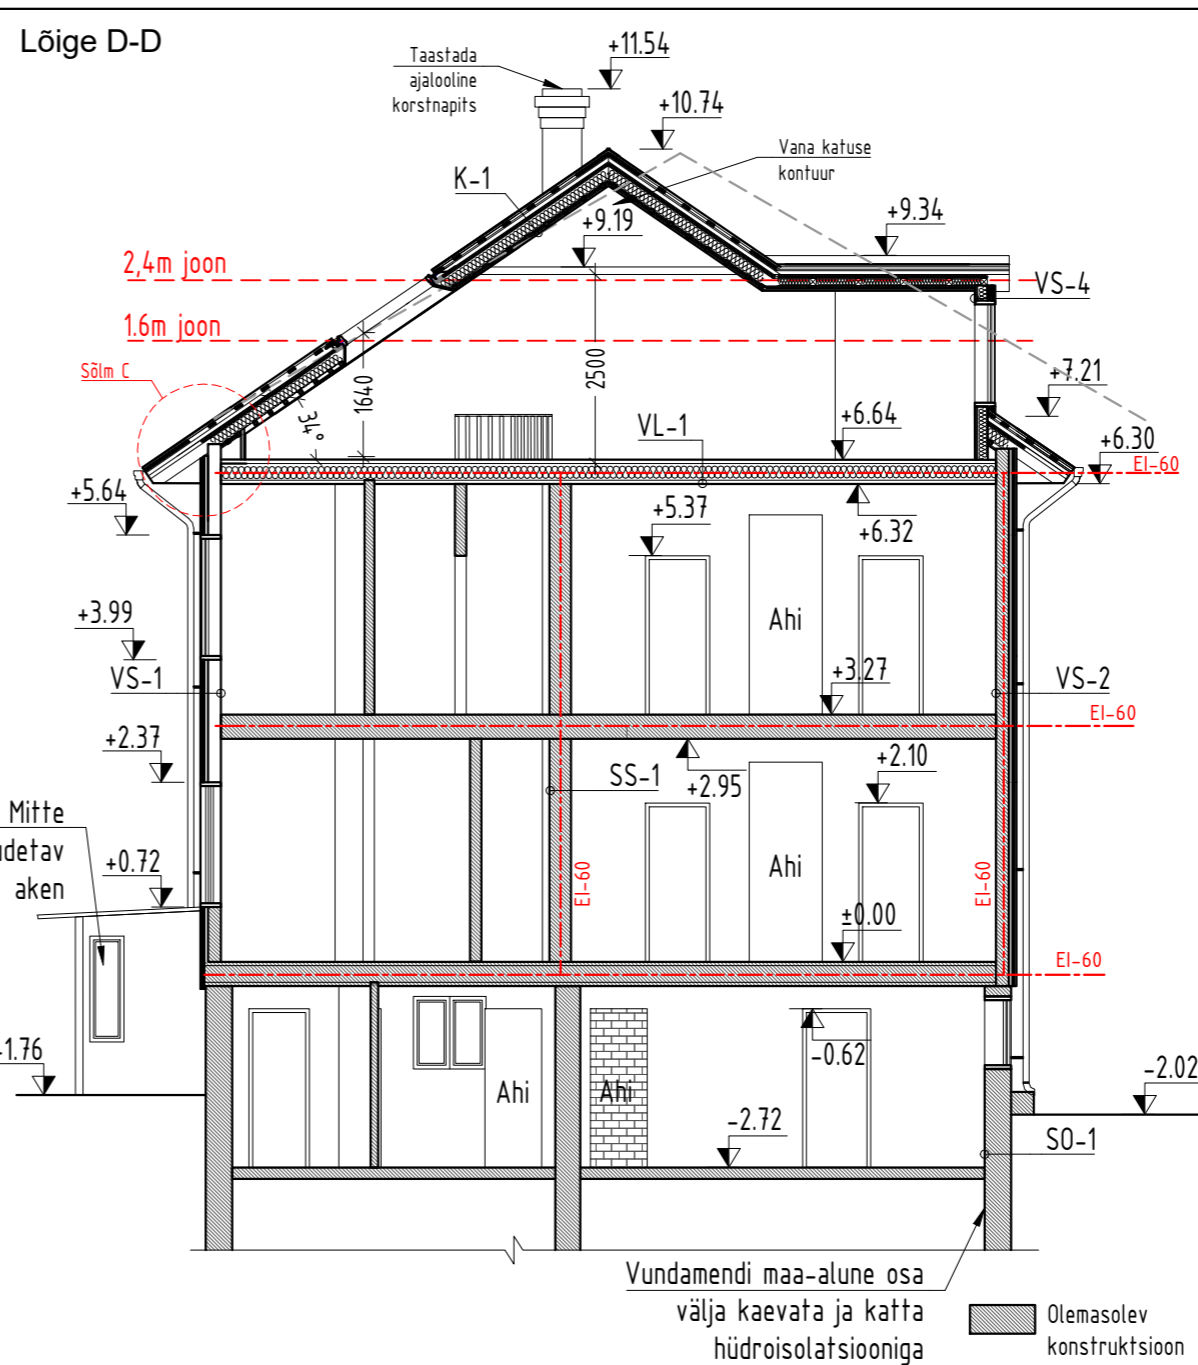 Lõige D-D
Taastada
ajalooline
korstnapits
+11.54
+10.74
Vana katuse
kontuur
K-1
+9.19
+9.34
2,4m joon
VS-4
1.6m joon
Sõlm C
1640
2500
34°
+7.21
VL-1
+6.64
+6.30
EI-60
+5.64
+5.37
+6.32
Ahi
+3.99
VS-1
+3.27
VS-2
EI-60
+2.37
SS-1
+2.95
+2.10
Mitte
aken
+0.72
EI-60
Ahi
EI-60
±0.00
EI-60
-1.76
Ahi
Ahi
-0.62
-2.02
-2.72
SO-1
Vundamendi maa-alune osa
välja kaevata ja katta
hüdroisolatsiooniga
Olemasolev
konstruktsioon